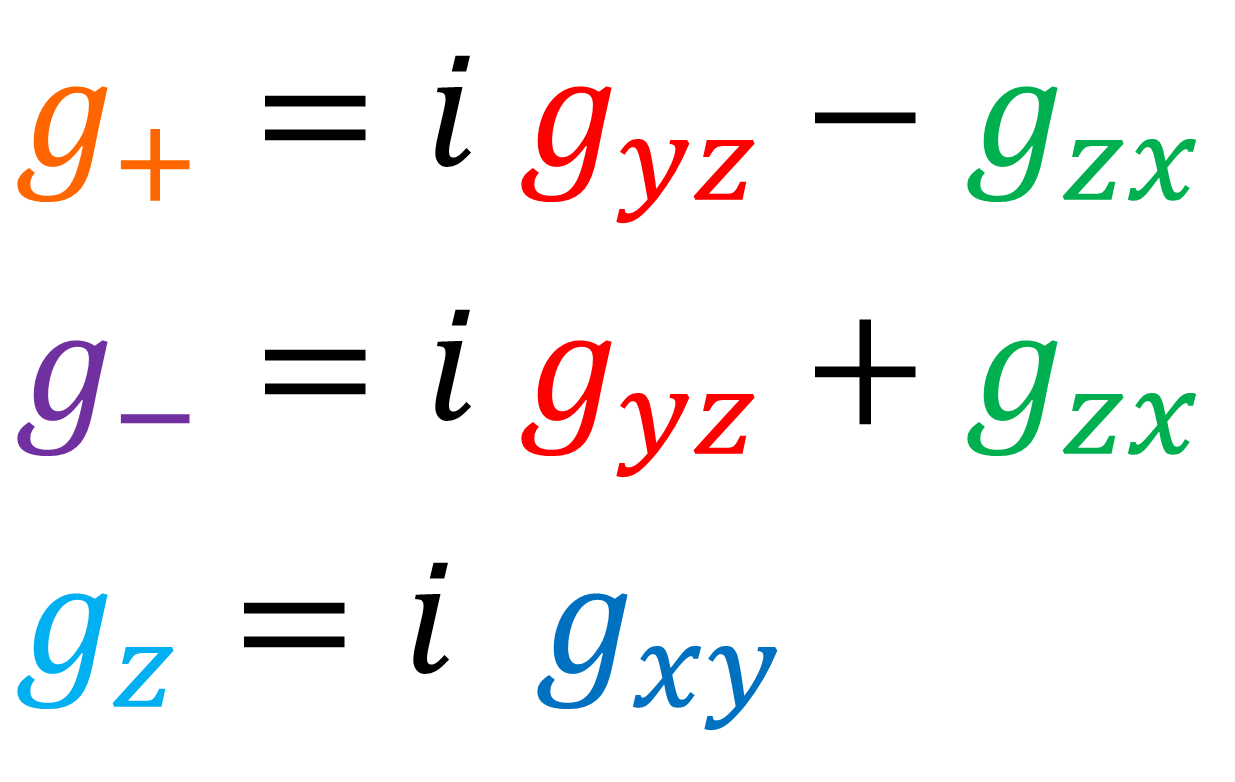 g₊ = i g_yz − g_zx
g₋ = i g_yz + g_zx
g_z = i g_xy